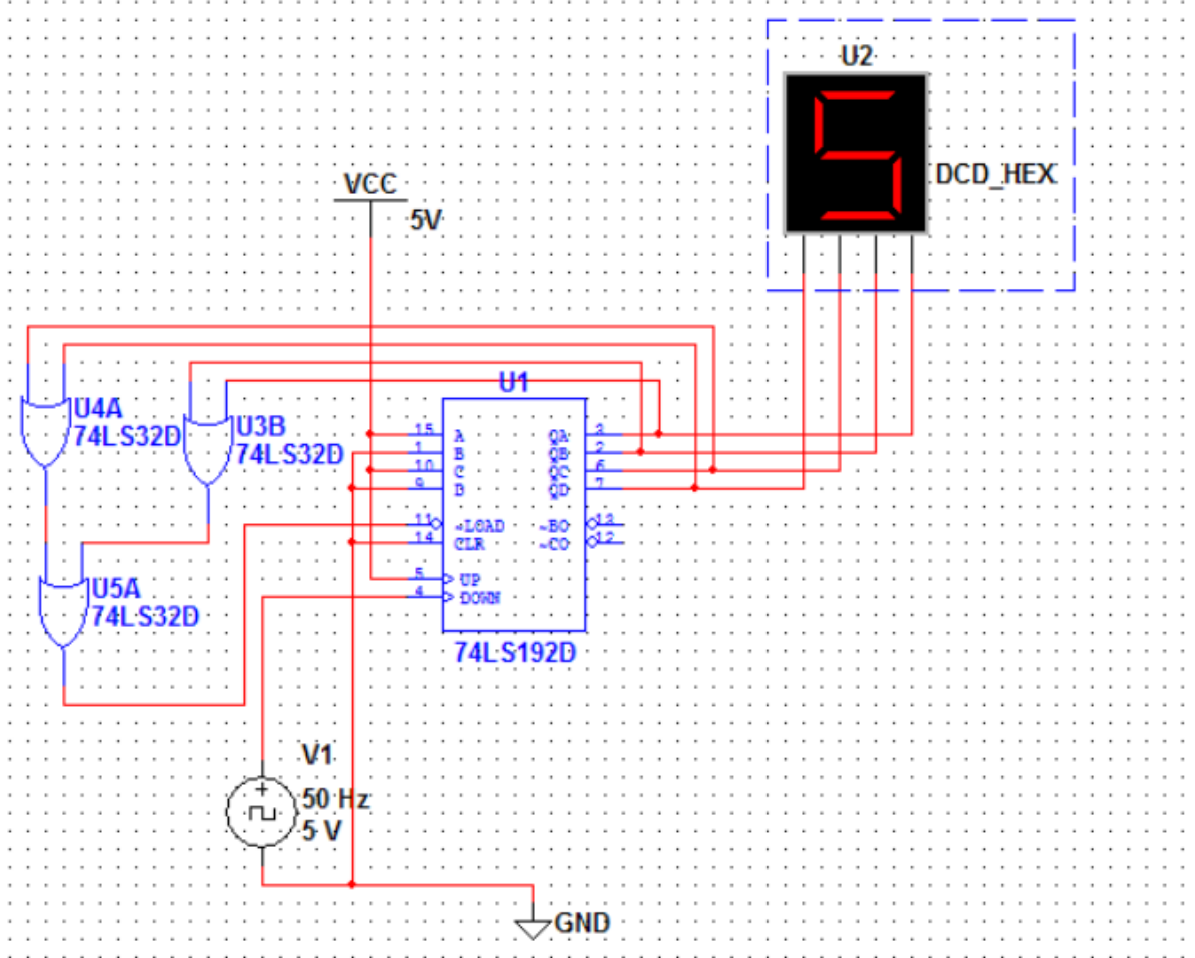 U2
5
DCD_HEX
VCC
5V
U1
U4A
74LS32D
U3B
74LS32D
15 A QA 3
1 B QB 2
10 C QC 6
9 D QD 7
11 ~LOAD ~BO 13
14 CLR ~CO 12
5 UP
4 DOWN
74LS192D
U5A
74LS32D
V1
50 Hz
5 V
GND